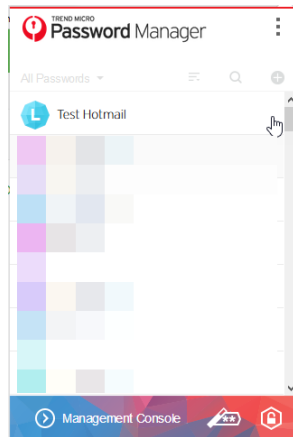 TREND MICRO
Password Manager
All Passwords
L
Test Hotmail
Management Console
**